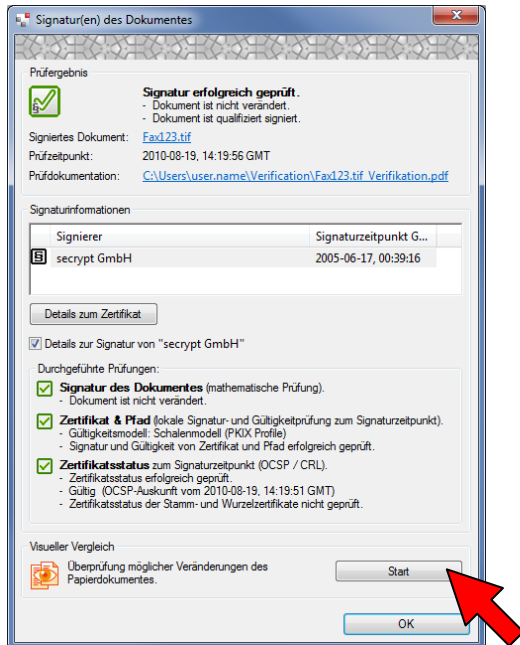 Signatur(en) des Dokumentes
Prüfergebnis
Signatur erfolgreich geprüft.
- Dokument ist nicht verändert.
- Dokument ist qualifiziert signiert.
Signiertes Dokument: Fax123.tif
Prüfzeitpunkt: 2010-08-19, 14:19:56 GMT
Prüfdokumentation: C:\Users\user.name\Verification\Fax123.tif_Verifikation.pdf
Signaturinformationen
Signierer Signaturzeitpunkt G...
secrypt GmbH 2005-06-17, 00:39:16
Details zum Zertifikat
Details zur Signatur von "secrypt GmbH"
Durchgeführte Prüfungen:
Signatur des Dokumentes (mathematische Prüfung).
- Dokument ist nicht verändert.
Zertifikat & Pfad (lokale Signatur- und Gültigkeitprüfung zum Signaturzeitpunkt).
- Gültigkeitsmodell: Schalenmodell (PKIX Profile)
- Signatur und Gültigkeit von Zertifikat und Pfad erfolgreich geprüft.
Zertifikatsstatus zum Signaturzeitpunkt (OCSP / CRL).
- Zertifikatsstatus erfolgreich geprüft.
- Gültig (OCSP-Auskunft vom 2010-08-19, 14:19:51 GMT)
- Zertifikatsstatus der Stamm- und Wurzelzertifikate nicht geprüft.
Visueller Vergleich
Überprüfung möglicher Veränderungen des
Papierdokumentes.
Start
OK